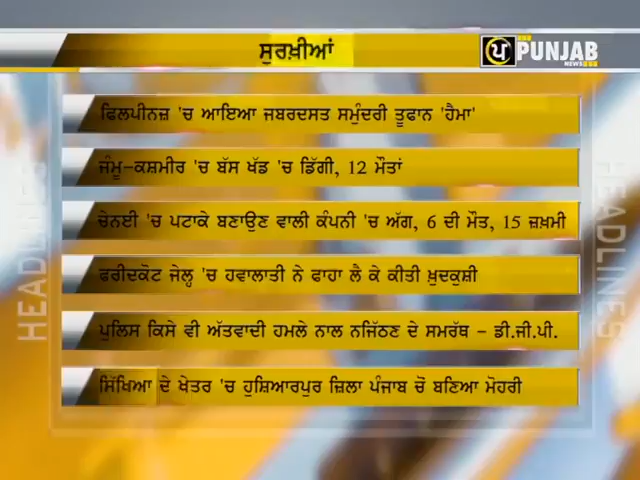 ਸੁਰਖ਼ੀਆਂ
ਪ PUNJAB
NEWS
ਫਿਲਪੀਨਜ਼ 'ਚ ਆਇਆ ਜਬਰਦਸਤ ਸਮੁੰਦਰੀ ਤੂਫਾਨ 'ਹੈਮਾ'
ਜੰਮੂ-ਕਸ਼ਮੀਰ 'ਚ ਬੱਸ ਖੱਡ 'ਚ ਡਿੱਗੀ, 12 ਮੌਤਾਂ
ਚੇਨਈ 'ਚ ਪਟਾਕੇ ਬਣਾਉਣ ਵਾਲੀ ਕੰਪਨੀ 'ਚ ਅੱਗ, 6 ਦੀ ਮੌਤ, 15 ਜ਼ਖ਼ਮੀ
ਫਰੀਦਕੋਟ ਜੇਲ੍ਹ 'ਚ ਹਵਾਲਾਤੀ ਨੇ ਫਾਹਾ ਲੈ ਕੇ ਕੀਤੀ ਖ਼ੁਦਕੁਸ਼ੀ
ਪੁਲਿਸ ਕਿਸੇ ਵੀ ਅੱਤਵਾਦੀ ਹਮਲੇ ਨਾਲ ਨਜਿੱਠਣ ਦੇ ਸਮਰੱਥ - ਡੀ.ਜੀ.ਪੀ.
ਸਿੱਖਿਆ ਦੇ ਖੇਤਰ 'ਚ ਹੁਸ਼ਿਆਰਪੁਰ ਜ਼ਿਲਾ ਪੰਜਾਬ ਚੋਂ ਬਣਿਆ ਮੋਹਰੀ
HEADLINES
HEADLINES